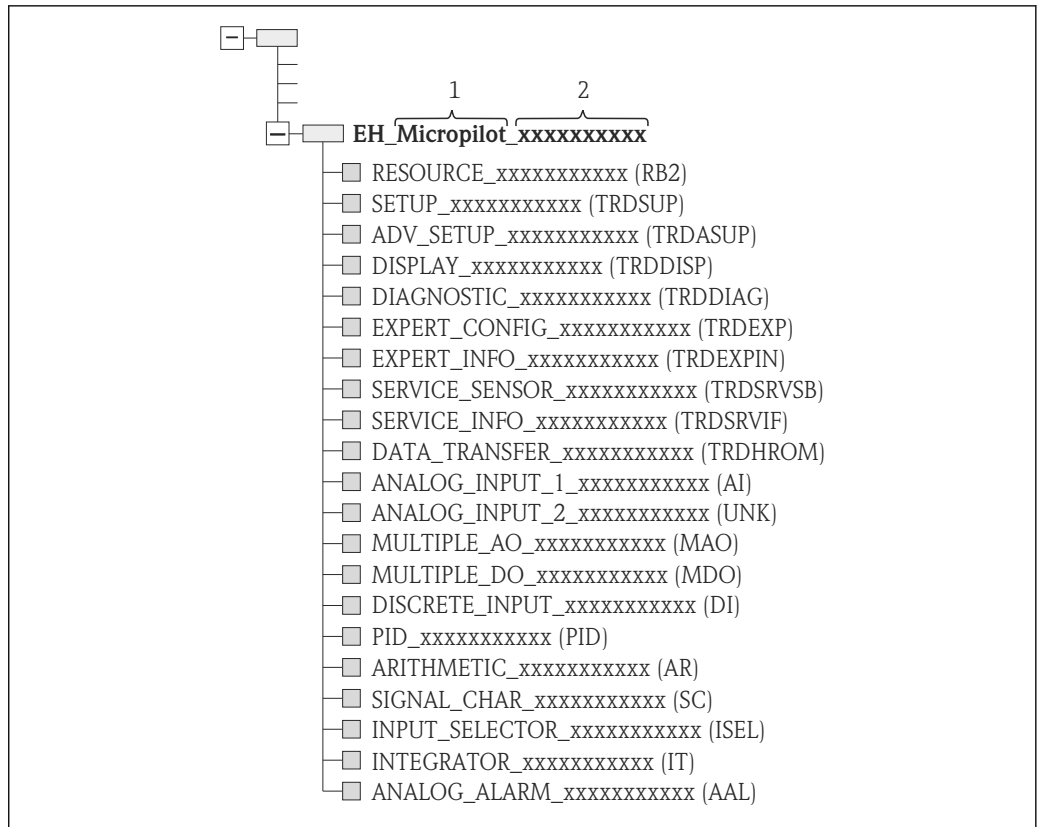 1 2
EH_Micropilot_xxxxxxxxxx
RESOURCE_xxxxxxxxxxx (RB2)
SETUP_xxxxxxxxxxx (TRDSUP)
ADV_SETUP_xxxxxxxxxxx (TRDASUP)
DISPLAY_xxxxxxxxxxx (TRDDISP)
DIAGNOSTIC_xxxxxxxxxxx (TRDDIAG)
EXPERT_CONFIG_xxxxxxxxxxx (TRDEXP)
EXPERT_INFO_xxxxxxxxxxx (TRDEXPIN)
SERVICE_SENSOR_xxxxxxxxxxx (TRDSRVSB)
SERVICE_INFO_xxxxxxxxxxx (TRDSRVIF)
DATA_TRANSFER_xxxxxxxxxxx (TRDHROM)
ANALOG_INPUT_1_xxxxxxxxxxx (AI)
ANALOG_INPUT_2_xxxxxxxxxxx (UNK)
MULTIPLE_AO_xxxxxxxxxxx (MAO)
MULTIPLE_DO_xxxxxxxxxxx (MDO)
DISCRETE_INPUT_xxxxxxxxxxx (DI)
PID_xxxxxxxxxxx (PID)
ARITHMETIC_xxxxxxxxxxx (AR)
SIGNAL_CHAR_xxxxxxxxxxx (SC)
INPUT_SELECTOR_xxxxxxxxxxx (ISEL)
INTEGRATOR_xxxxxxxxxxx (IT)
ANALOG_ALARM_xxxxxxxxxxx (AAL)